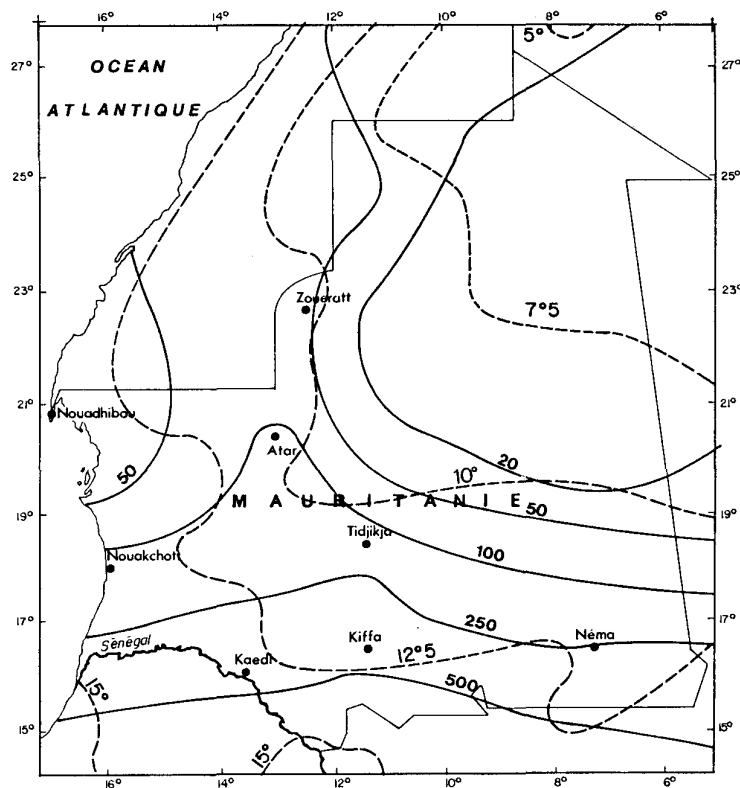 16° 14° 12° 10° 8° 6°
5°
27° 27°
OCEAN
ATLANTIQUE
25° 25°
23° 23°
Zoueratt
7°5
21° 21°
Nouadhibou
Atar
20
50
10°
MAURITANIE
50
19° 19°
Tidjikja
Nouakchott
100
17° 17°
250
Sénégal
Kiffa
Néma
Kaedi
12°5
500
15°
15° 15°
15°
16° 14° 12° 10° 8° 6°